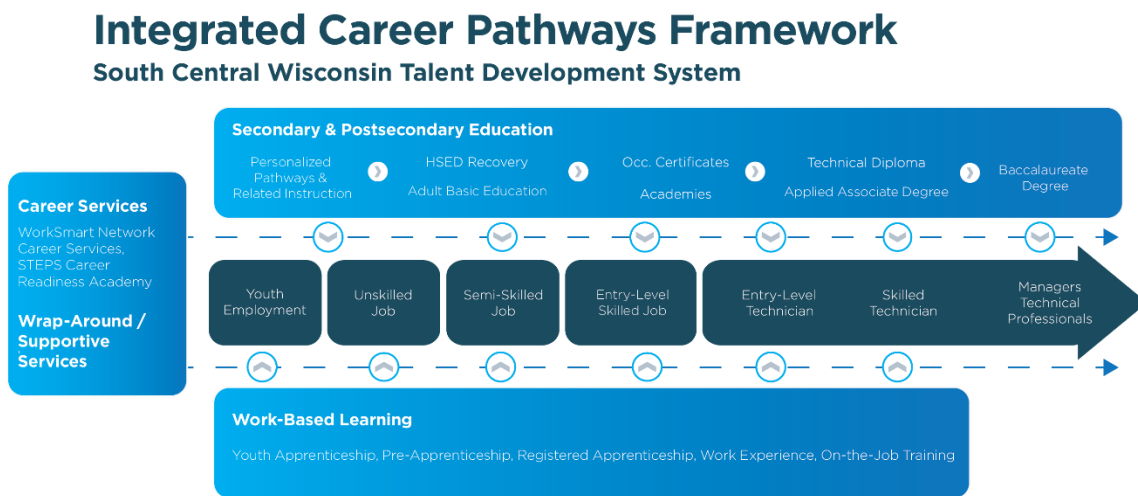 Integrated Career Pathways Framework
South Central Wisconsin Talent Development System
Secondary & Postsecondary Education
Personalized
Pathways &
Related Instruction
HSED Recovery
Adult Basic Education
Occ. Certificates
Academies
Technical Diploma
Applied Associate Degree
Baccalaureate
Degree
Career Services
WorkSmart Network
Career Services,
STEPS Career
Readiness Academy
Wrap-Around /
Supportive
Services
Youth
Employment
Unskilled
Job
Semi-Skilled
Job
Entry-Level
Skilled Job
Entry-Level
Technician
Skilled
Technician
Managers
Technical
Professionals
Work-Based Learning
Youth Apprenticeship, Pre-Apprenticeship, Registered Apprenticeship, Work Experience, On-the-Job Training